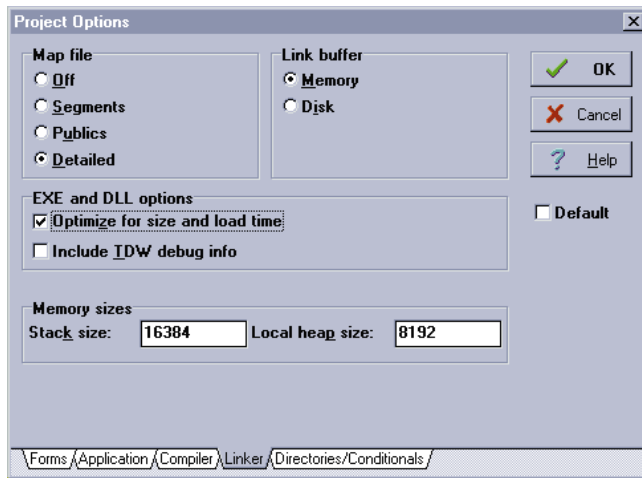 Project Options
Map file
Off
Segments
Publics
Detailed
Link buffer
Memory
Disk
OK
Cancel
Help
EXE and DLL options
Optimize for size and load time
Include TDW debug info
Default
Memory sizes
Stack size: 16384 Local heap size: 8192
Forms Application Compiler Linker Directories/Conditionals